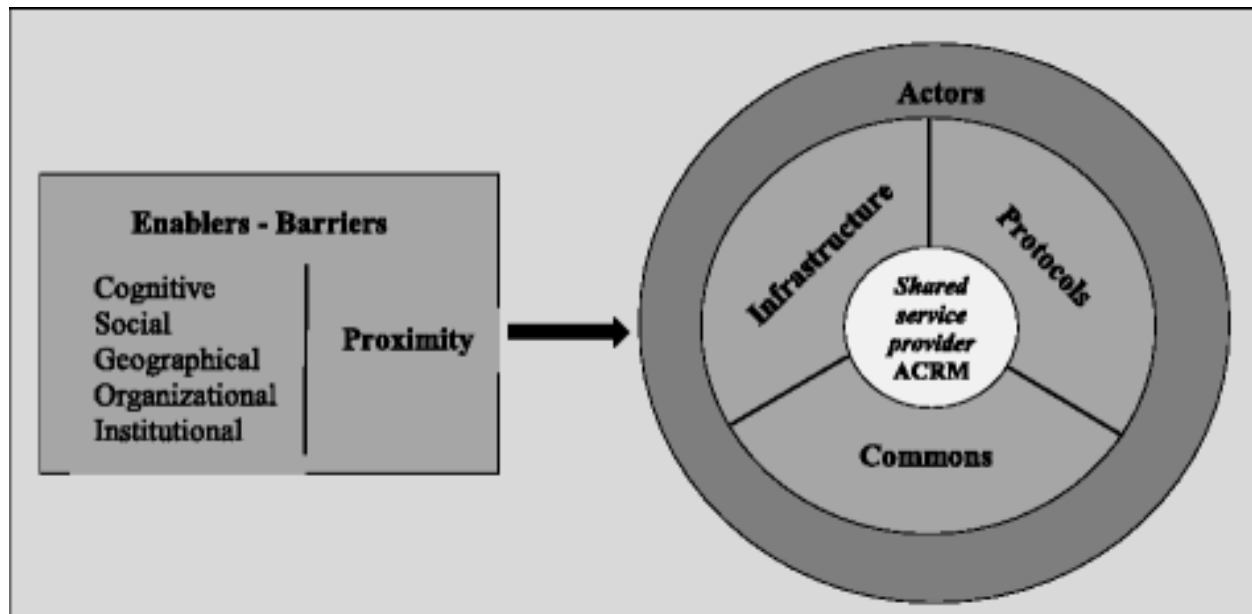 Enablers - Barriers
Cognitive
Social
Geographical
Organizational
Institutional
Proximity
Actors
Infrastructure
Protocols
Shared
service
provider
ACRM
Commons